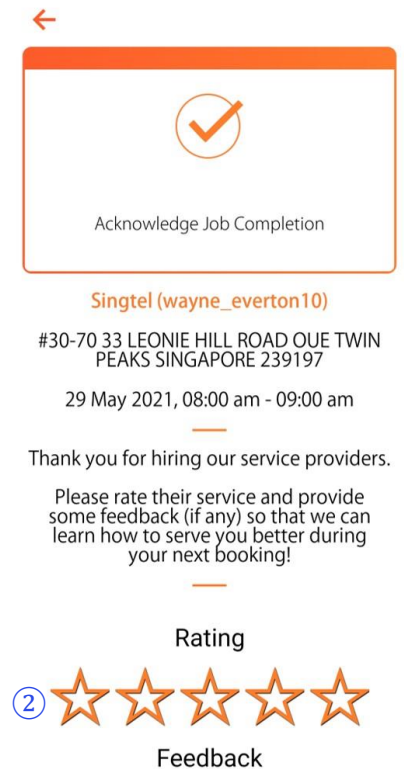 Acknowledge Job Completion
Singtel (wayne_everton10)
#30-70 33 LEONIE HILL ROAD OUE TWIN
PEAKS SINGAPORE 239197
29 May 2021, 08:00 am - 09:00 am
Thank you for hiring our service providers.
Please rate their service and provide
some feedback (if any) so that we can
learn how to serve you better during
your next booking!
Rating
②
Feedback